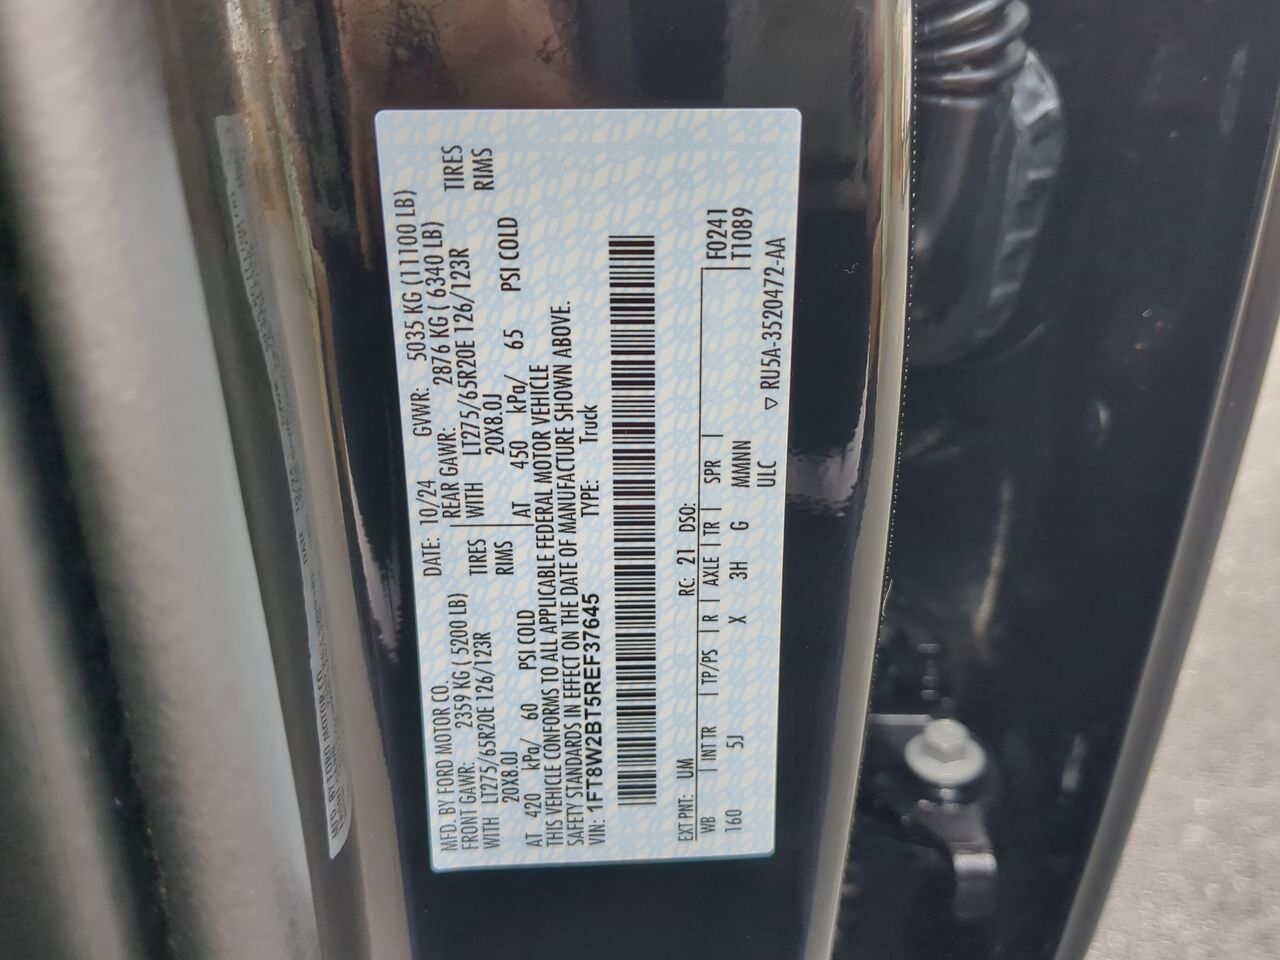 MFD. BY FORD MOTOR CO.
DATE: 10/24 GVWR: 5035 KG (11100 LB)
FRONT GAWR: 2359 KG ( 5200 LB) REAR GAWR: 2876 KG ( 6340 LB)
WITH LT275/65R20E 126/123R TIRES WITH LT275/65R20E 126/123R TIRES
20X8.0J RIMS 20X8.0J RIMS
AT 420 kPa/ 60 PSI COLD AT 450 kPa/ 65 PSI COLD
THIS VEHICLE CONFORMS TO ALL APPLICABLE FEDERAL MOTOR VEHICLE
SAFETY STANDARDS IN EFFECT ON THE DATE OF MANUFACTURE SHOWN ABOVE.
VIN: 1FT8W2BT5REF37645 TYPE: Truck
EXT PNT: UM RC: 21 DSO:
WB INT TR TP/PS R AXLE TR SPR F0241
160 5J X 3H G MMNN T1089
ULC ▽ RU5A-3520472-AA